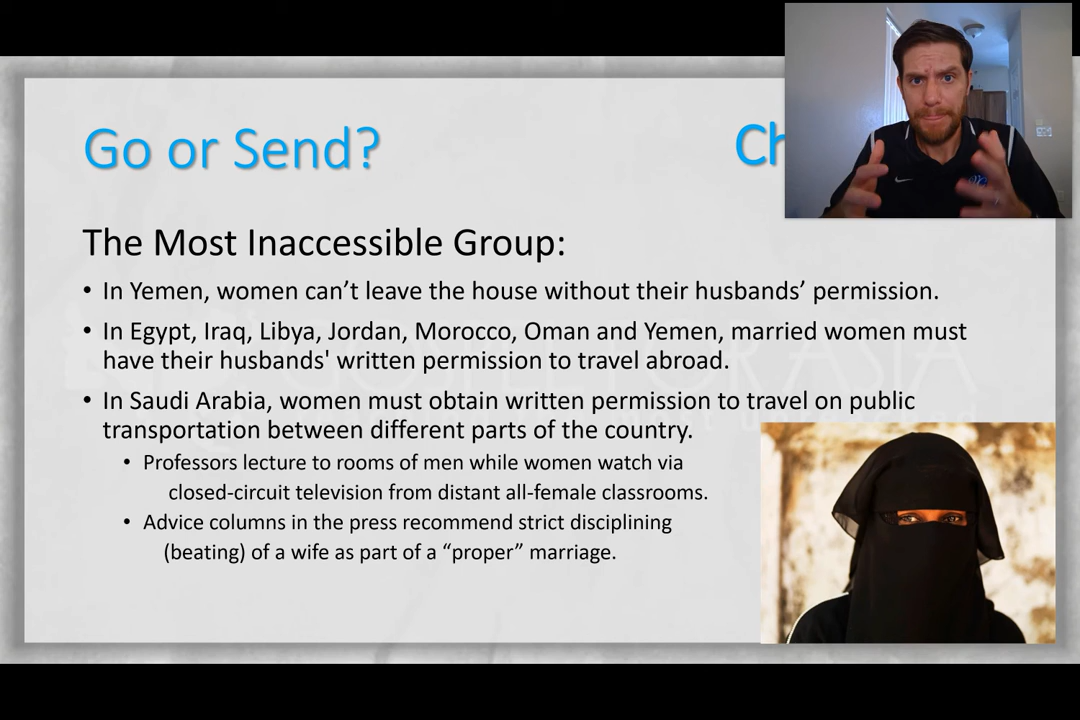 Go or Send?
Ch
The Most Inaccessible Group:
• In Yemen, women can’t leave the house without their husbands’ permission.
• In Egypt, Iraq, Libya, Jordan, Morocco, Oman and Yemen, married women must
have their husbands' written permission to travel abroad.
• In Saudi Arabia, women must obtain written permission to travel on public
transportation between different parts of the country.
• Professors lecture to rooms of men while women watch via
closed-circuit television from distant all-female classrooms.
• Advice columns in the press recommend strict disciplining
(beating) of a wife as part of a “proper” marriage.